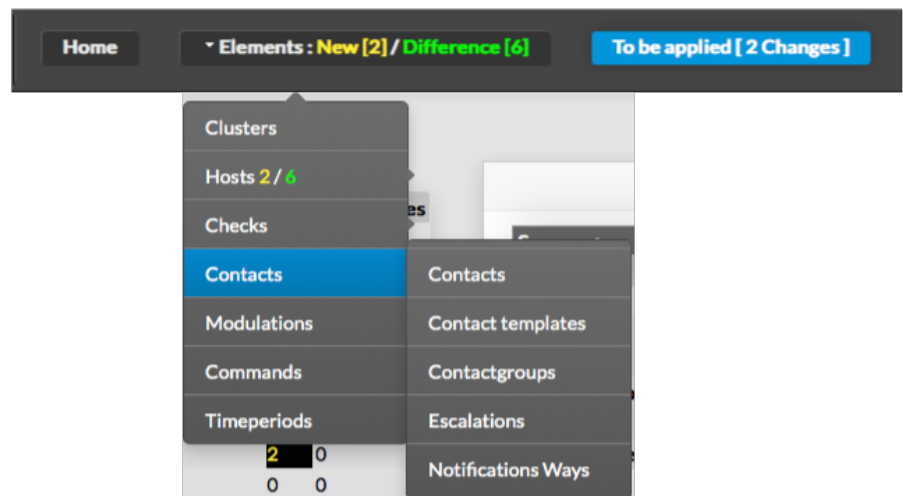 Home
Elements : New [2] / Difference [6]
To be applied [ 2 Changes ]
Clusters
Hosts 2 / 6
es
Checks
Contacts
Contacts
Modulations
Contact templates
Commands
Contactgroups
Timeperiods
Escalations
2 0
Notifications Ways
0 0